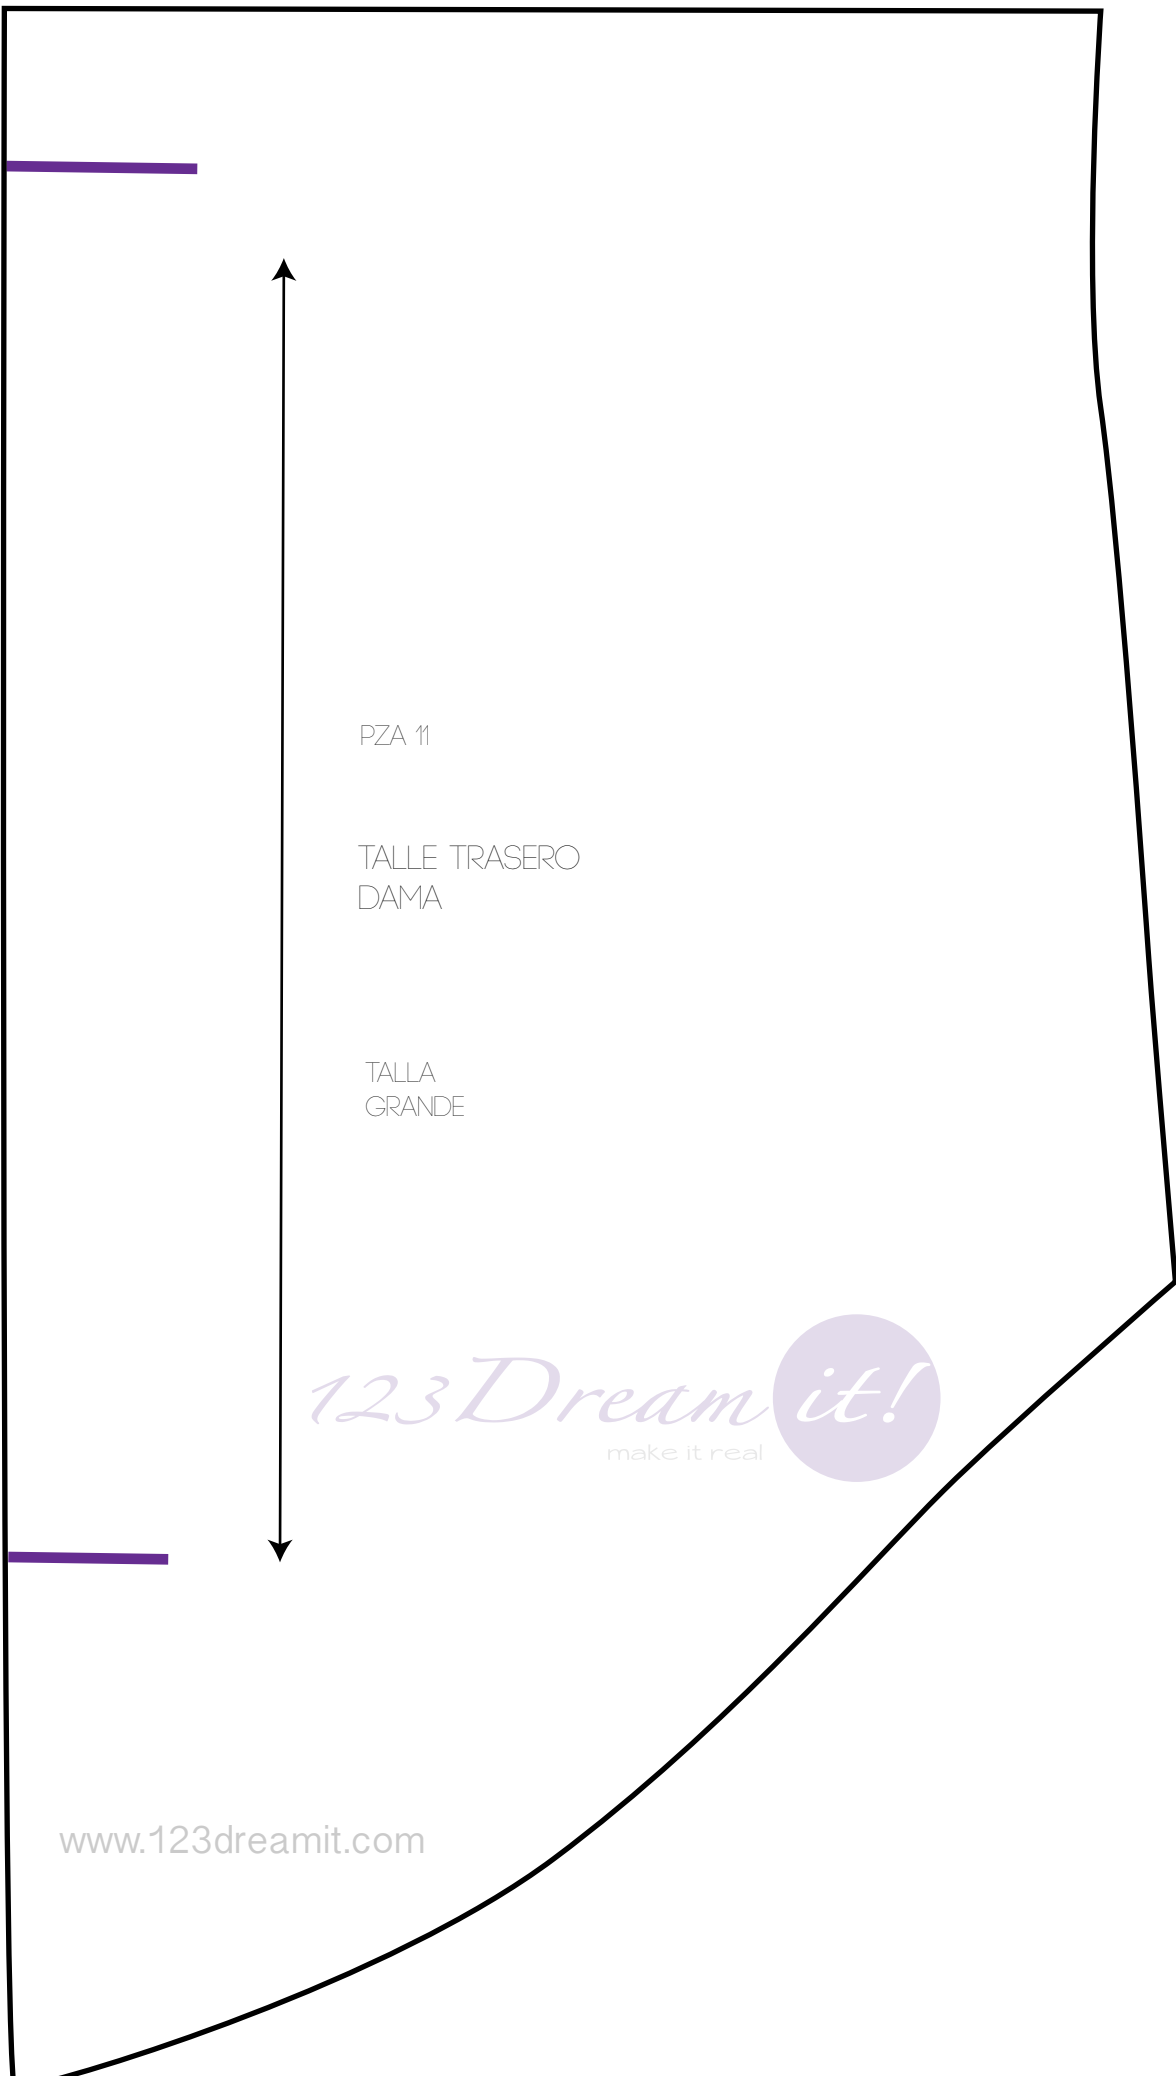 PZA 11
TALLE TRASERO
DAMA
TALLA
GRANDE
123Dream it!
make it real
www.123dreamit.com